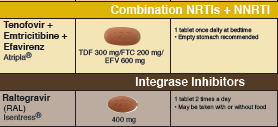 Combination NRTIs + NNRTI
Tenofovir +
Emtricitibine +
Efavirenz
Atripla®
TDF 300 mg/FTC 200 mg/
EFV 600 mg
1 tablet once daily at bedtime
• Empty stomach recommended
Integrase Inhibitors
Raltegravir
(RAL)
Isentress®
400 mg
1 tablet 2 times a day
• May be taken with or without food